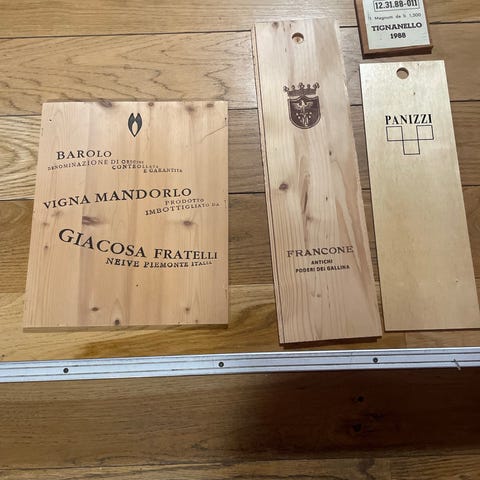 BAROLO
DENOMINAZIONE DI ORIGINE
CONTROLLATA
E GARANTITA
VIGNA MANDORLO
PRODOTTO
IMBOTTIGLIATO DA
GIACOSA FRATELLI
NEIVE PIEMONTE ITALIA
FRANCONE
ANTICHI
PODERI DEI GALLINA
12.31.88-011
1 Magnum da lt 1,500
TIGNANELLO
1988
PANIZZI